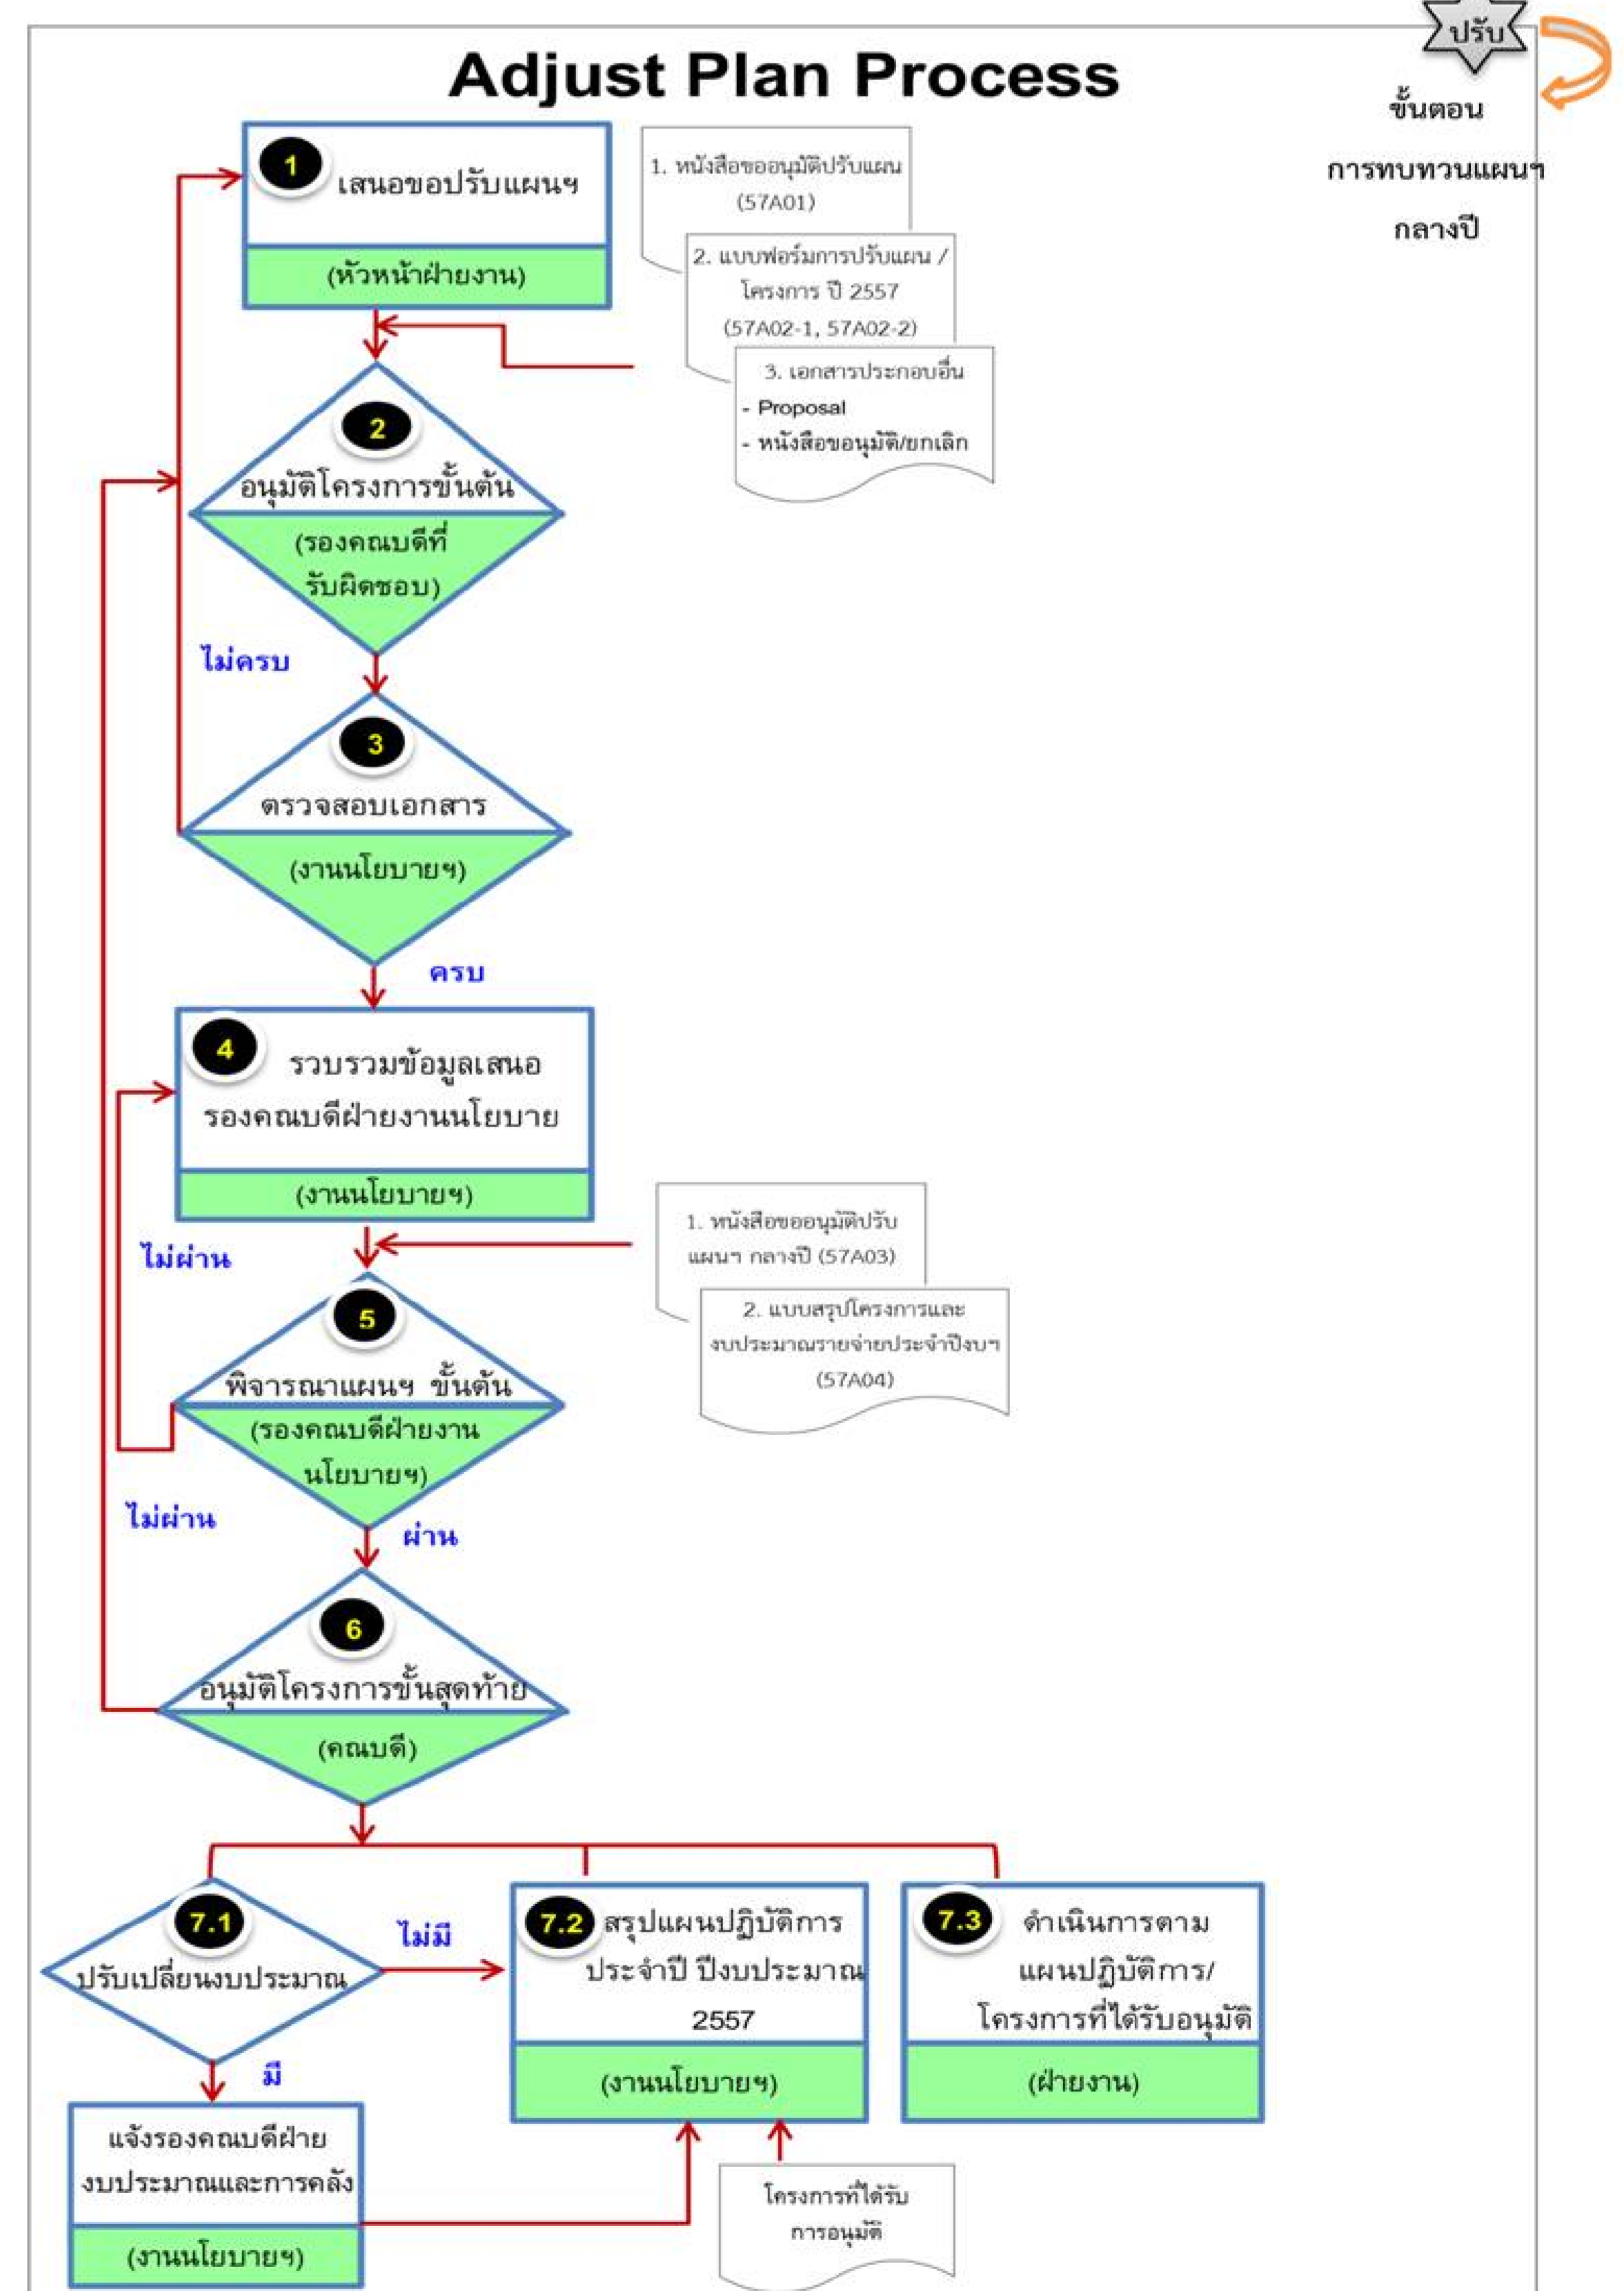 ปรับ
Adjust Plan Process
ขั้นตอน
การทบทวนแผนฯ
กลางปี
1
เสนอขอปรับแผนฯ
(หัวหน้าฝ่ายงาน)
1. หนังสือขออนุมัติปรับแผน
(57A01)
2. แบบฟอร์มการปรับแผน /
โครงการ ปี 2557
(57A02-1, 57A02-2)
3. เอกสารประกอบอื่น
- Proposal
- หนังสือขอนุมัติ/ยกเลิก
2
อนุมัติโครงการขั้นต้น
(รองคณบดีที่
รับผิดชอบ)
ไม่ครบ
3
ตรวจสอบเอกสาร
(งานนโยบายฯ)
ครบ
4
รวบรวมข้อมูลเสนอ
รองคณบดีฝ่ายงานนโยบาย
(งานนโยบายฯ)
ไม่ผ่าน
1. หนังสือขออนุมัติปรับ
แผนฯ กลางปี (57A03)
2. แบบสรุปโครงการและ
งบประมาณรายจ่ายประจำปีงบฯ
(57A04)
5
พิจารณาแผนฯ ขั้นต้น
(รองคณบดีฝ่ายงาน
นโยบายฯ)
ไม่ผ่าน
ผ่าน
6
อนุมัติโครงการขั้นสุดท้าย
(คณบดี)
7.1
ปรับเปลี่ยนงบประมาณ
ไม่มี
มี
7.2 สรุปแผนปฏิบัติการ
ประจำปี ปีงบประมาณ
2557
(งานนโยบายฯ)
7.3 ดำเนินการตาม
แผนปฏิบัติการ/
โครงการที่ได้รับอนุมัติ
(ฝ่ายงาน)
แจ้งรองคณบดีฝ่าย
งบประมาณและการคลัง
(งานนโยบายฯ)
โครงการที่ได้รับ
การอนุมัติ